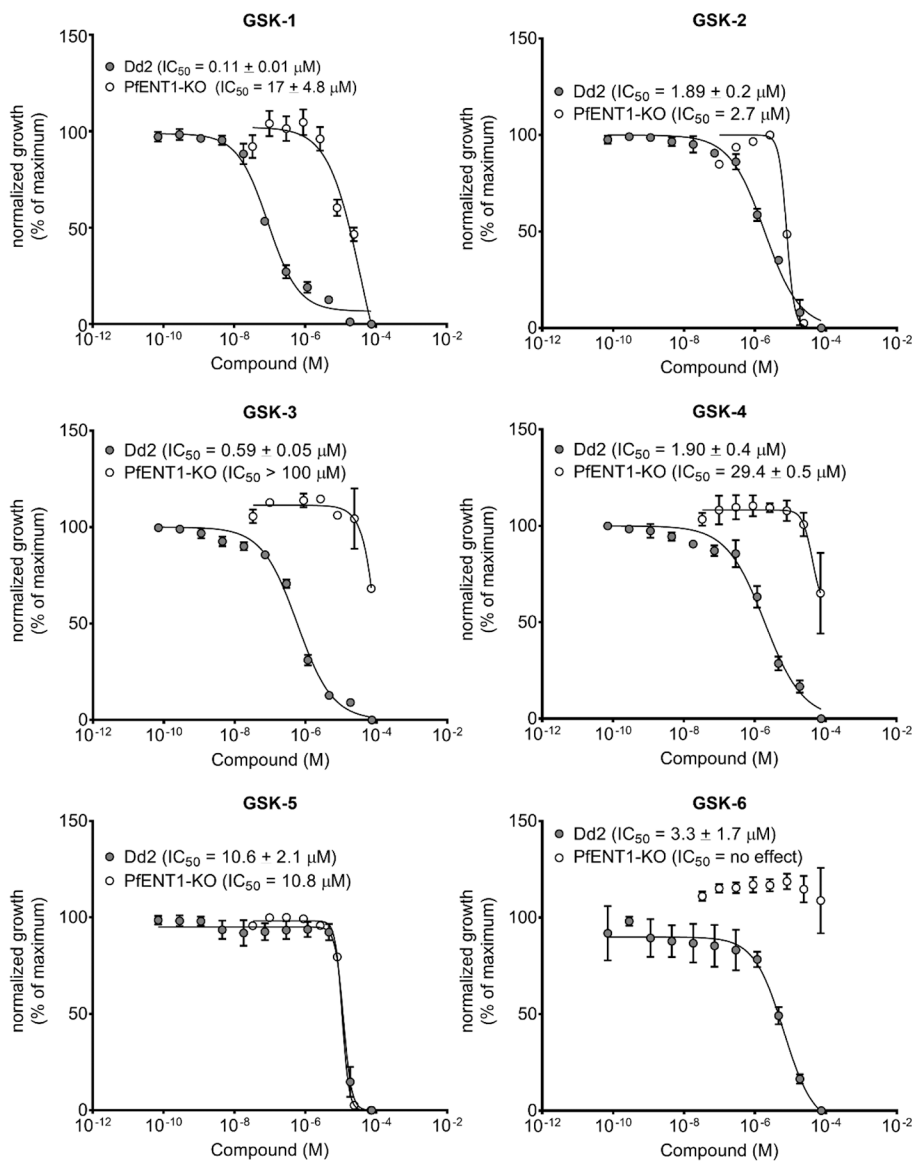 GSK-1
150
100
50
0
normalized growth
(% of maximum)
Dd2 (IC50 = 0.11 ± 0.01 μM)
PfENT1-KO (IC50 = 17 ± 4.8 μM)
10-12 10-10 10-8 10-6 10-4 10-2
Compound (M)
GSK-2
150
100
50
0
normalized growth
(% of maximum)
Dd2 (IC50 = 1.89 ± 0.2 μM)
PfENT1-KO (IC50 = 2.7 μM)
10-12 10-10 10-8 10-6 10-4 10-2
Compound (M)
GSK-3
150
100
50
0
normalized growth
(% of maximum)
Dd2 (IC50 = 0.59 ± 0.05 μM)
PfENT1-KO (IC50 > 100 μM)
10-12 10-10 10-8 10-6 10-4 10-2
Compound (M)
GSK-4
150
100
50
0
normalized growth
(% of maximum)
Dd2 (IC50 = 1.90 ± 0.4 μM)
PfENT1-KO (IC50 = 29.4 ± 0.5 μM)
10-12 10-10 10-8 10-6 10-4 10-2
Compound (M)
GSK-5
150
100
50
0
normalized growth
(% of maximum)
Dd2 (IC50 = 10.6 + 2.1 μM)
PfENT1-KO (IC50 = 10.8 μM)
10-12 10-10 10-8 10-6 10-4 10-2
Compound (M)
GSK-6
150
100
50
0
normalized growth
(% of maximum)
Dd2 (IC50 = 3.3 ± 1.7 μM)
PfENT1-KO (IC50 = no effect)
10-12 10-10 10-8 10-6 10-4 10-2
Compound (M)